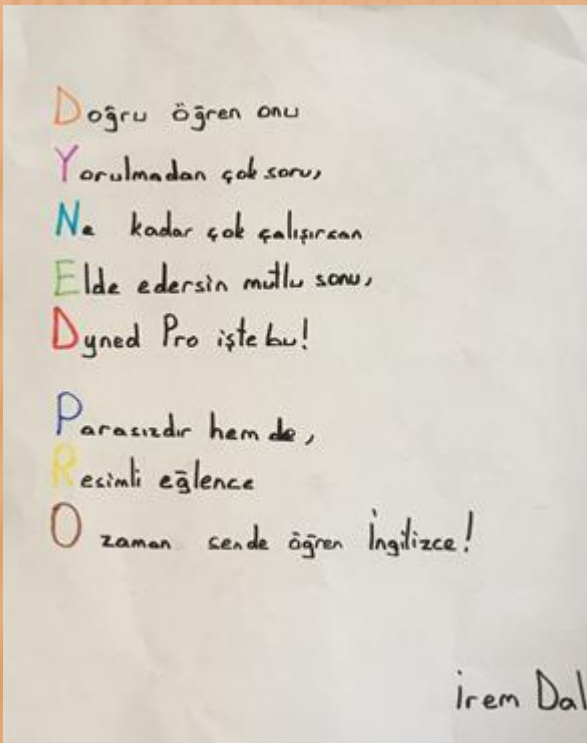 Doğru öğren onu
Yorulmadan çok soru,
Ne kadar çok çalışırsan
Elde edersin mutlu sonu,
Dyned Pro işte bu!
Parasızdır hem de,
Resimli eğlence
O zaman sende öğren İngilizce!
İrem Dal